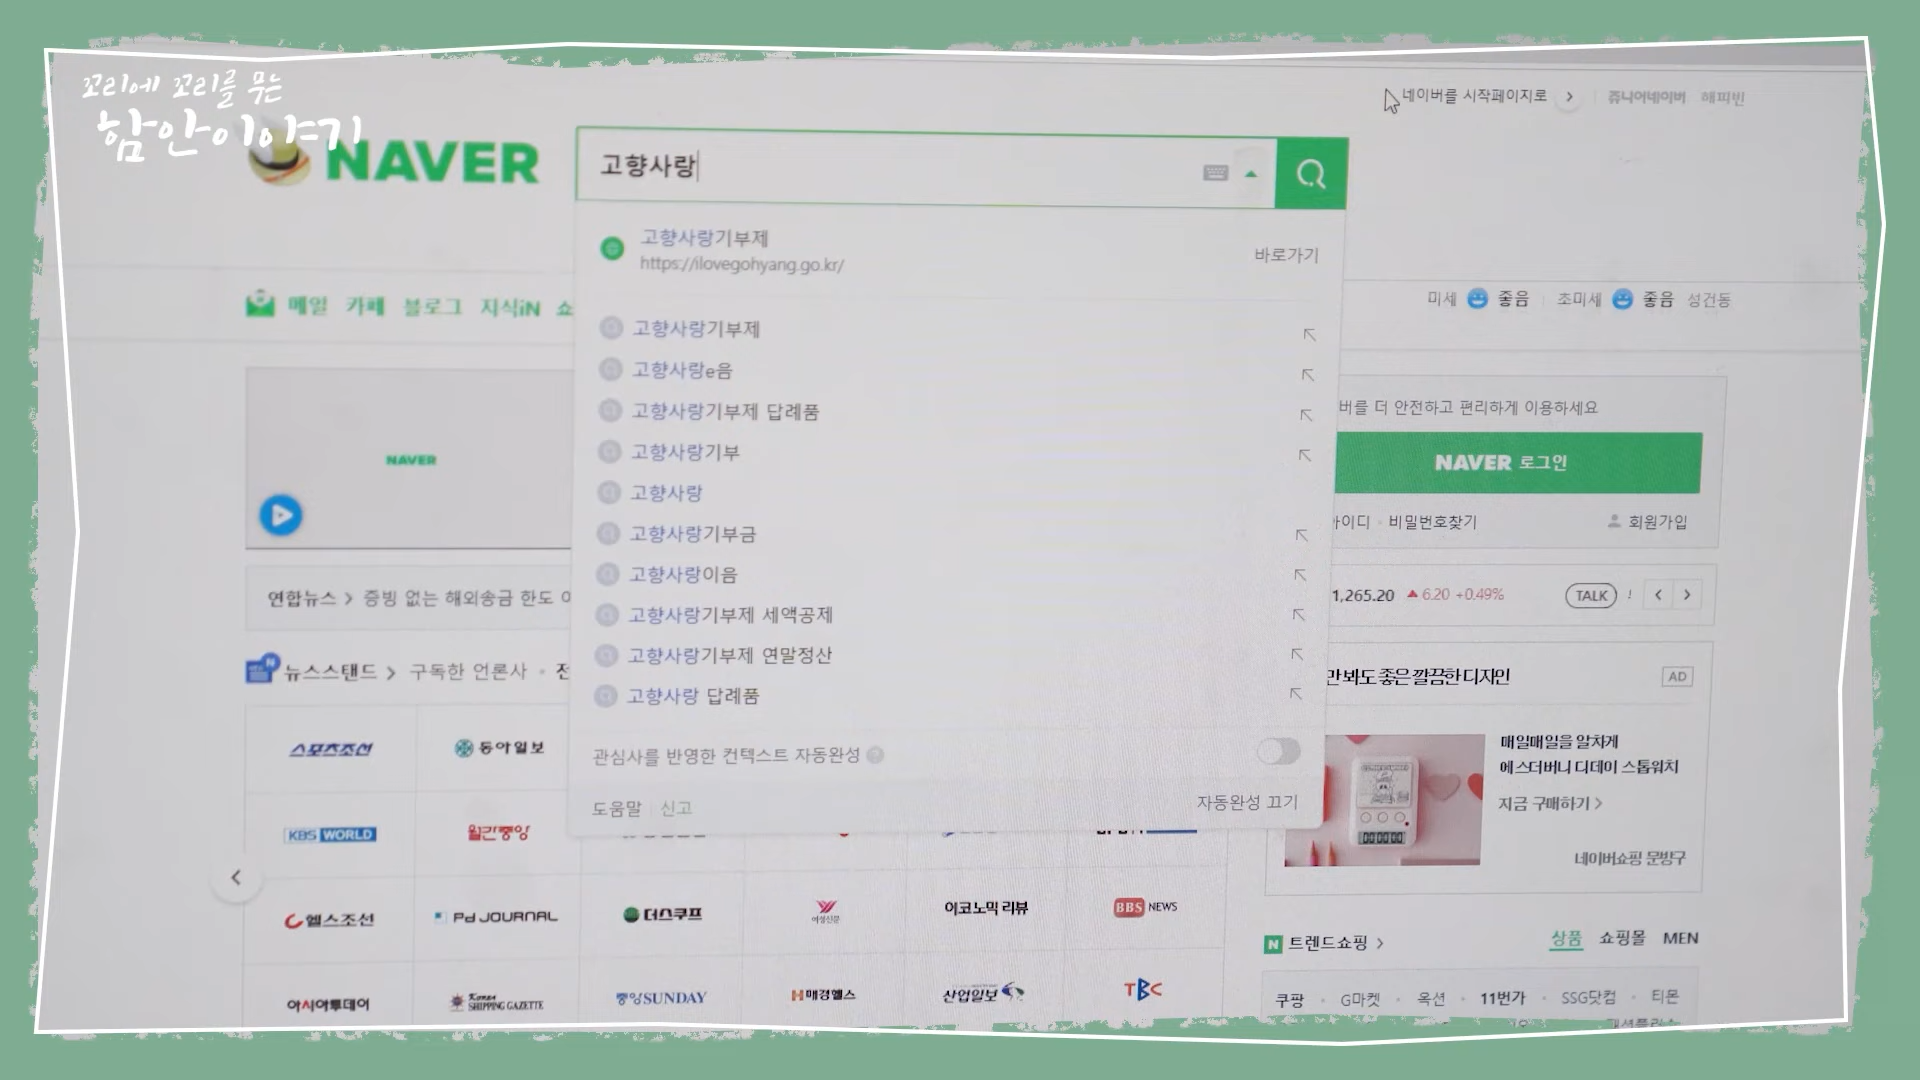 꼬리에 꼬리를 무는
함안이야기
네이버를 시작페이지로
쥬니어네이버 해피빈
NAVER
고향사랑
고향사랑기부제
https://ilovegohyang.go.kr/
바로가기
메일 카페 블로그 지식iN 쇼
미세 좋음 초미세 좋음 성건동
고향사랑기부제
고향사랑e음
고향사랑기부제 답례품
고향사랑기부
고향사랑
고향사랑기부금
고향사랑이음
고향사랑기부제 세액공제
고향사랑기부제 연말정산
고향사랑 답례품
관심사를 반영한 컨텍스트 자동완성
도움말 신고
자동완성 끄기
NAVER
버를 더 안전하고 편리하게 이용하세요
NAVER 로그인
아이디 · 비밀번호찾기
회원가입
연합뉴스 > 증빙 없는 해외송금 한도
1,265.20 ▲ 6.20 +0.49%
TALK
뉴스스탠드 > 구독한 언론사 · 전
만 봐도 좋은 깔끔한 디자인
AD
매일매일을 알차게
에스더버니 디데이 스톱워치
지금 구매하기 >
네이버쇼핑 문방구
스포츠조선
동아일보
KBS WORLD
월간중앙
헬스조선
Pd JOURNAL
더스쿠프
여성신문
이코노믹 리뷰
BBS NEWS
아시아투데이
Korea SHIPPING GAZETTE
중앙SUNDAY
매경헬스
산업일보
TBC
N 트렌드쇼핑 >
상품 쇼핑몰 MEN
쿠팡 · G마켓 · 옥션 · 11번가 · SSG닷컴 · 티몬